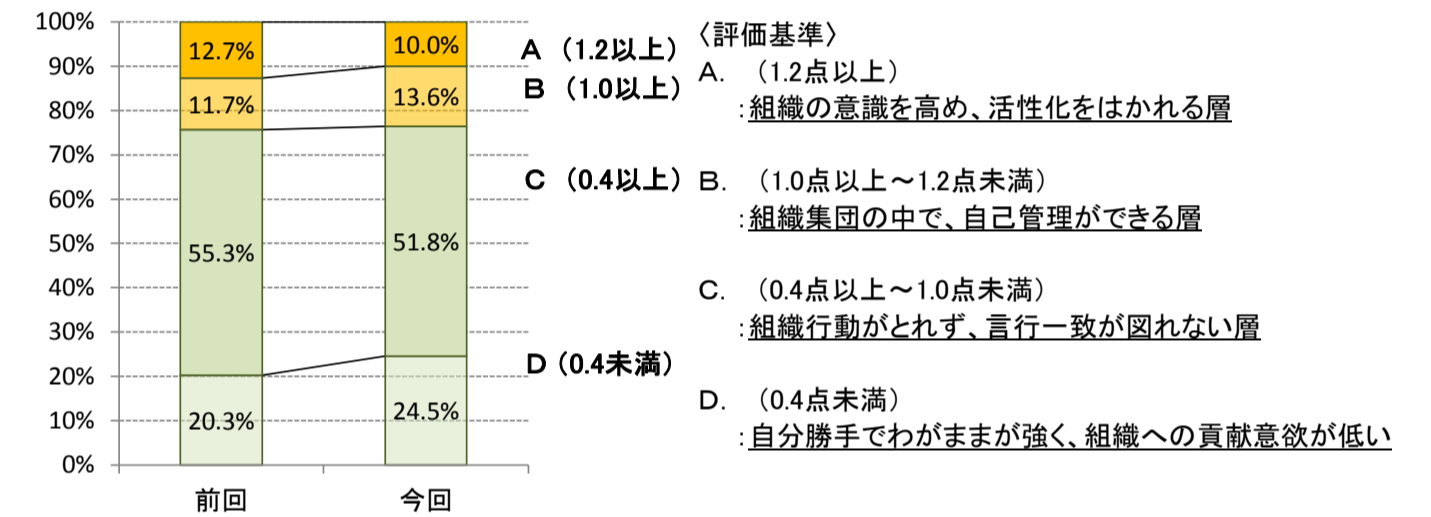 100%
90%
80%
70%
60%
50%
40%
30%
20%
10%
0%
12.7%
11.7%
55.3%
20.3%
10.0%
13.6%
51.8%
24.5%
前回
今回
A （1.2以上）
B （1.0以上）
C （0.4以上）
D（0.4未満）
〈評価基準〉
A． （1.2点以上）
：組織の意識を高め、活性化をはかれる層
B． （1.0点以上～1.2点未満）
：組織集団の中で、自己管理ができる層
C． （0.4点以上～1.0点未満）
：組織行動がとれず、言行一致が図れない層
D． （0.4点未満）
：自分勝手でわがままが強く、組織への貢献意欲が低い